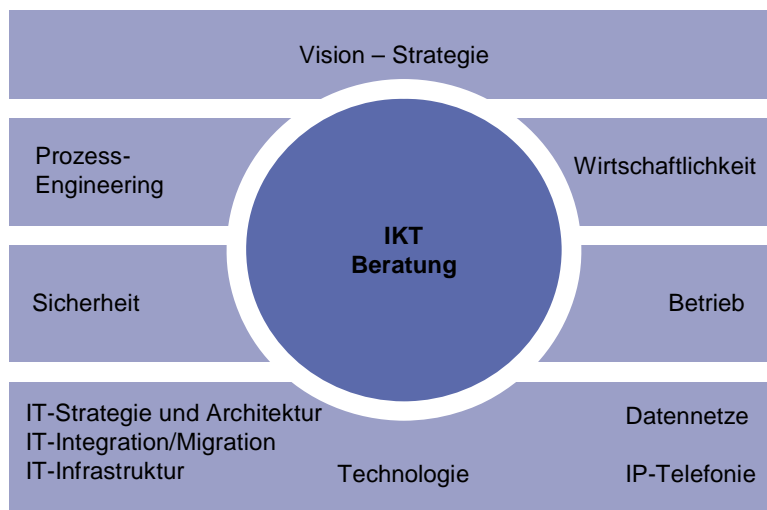 Vision – Strategie
Prozess-
Engineering
Wirtschaftlichkeit
IKT
Beratung
Sicherheit
Betrieb
IT-Strategie und Architektur
IT-Integration/Migration
IT-Infrastruktur
Technologie
Datennetze
IP-Telefonie